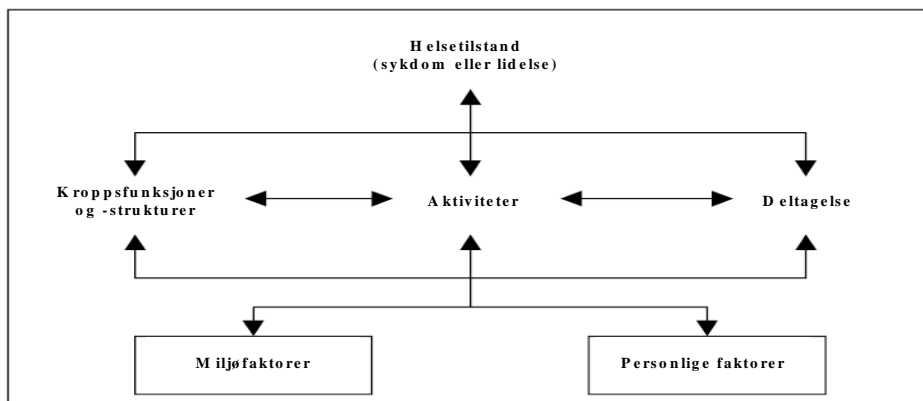 Helsetilstand
(sykdom eller lidelse)
Kroppsfunksjoner
og -strukturer
Aktiviteter
Deltagelse
Miljøfaktorer
Personlige faktorer